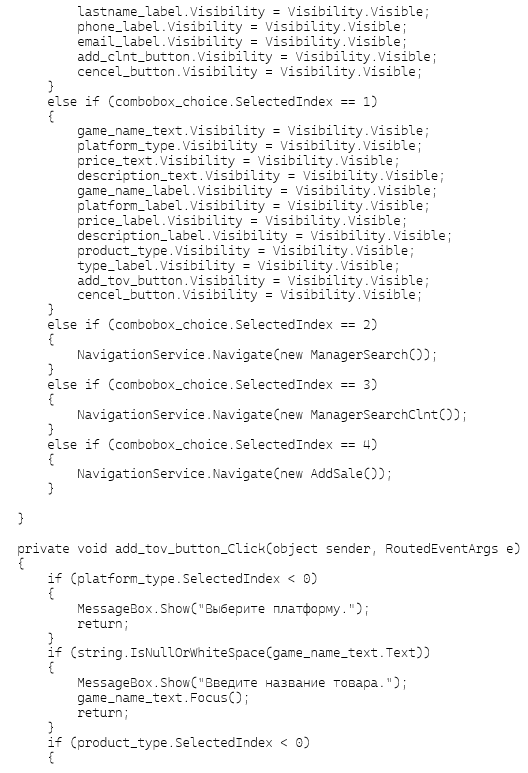 lastname_label.Visibility = Visibility.Visible;
phone_label.Visibility = Visibility.Visible;
email_label.Visibility = Visibility.Visible;
add_clnt_button.Visibility = Visibility.Visible;
cencel_button.Visibility = Visibility.Visible;
}
else if (combobox_choice.SelectedIndex == 1)
{
game_name_text.Visibility = Visibility.Visible;
platform_type.Visibility = Visibility.Visible;
price_text.Visibility = Visibility.Visible;
description_text.Visibility = Visibility.Visible;
game_name_label.Visibility = Visibility.Visible;
platform_label.Visibility = Visibility.Visible;
price_label.Visibility = Visibility.Visible;
description_label.Visibility = Visibility.Visible;
product_type.Visibility = Visibility.Visible;
type_label.Visibility = Visibility.Visible;
add_tov_button.Visibility = Visibility.Visible;
cencel_button.Visibility = Visibility.Visible;
}
else if (combobox_choice.SelectedIndex == 2)
{
NavigationService.Navigate(new ManagerSearch());
}
else if (combobox_choice.SelectedIndex == 3)
{
NavigationService.Navigate(new ManagerSearchClnt());
}
else if (combobox_choice.SelectedIndex == 4)
{
NavigationService.Navigate(new AddSale());
}
}
private void add_tov_button_Click(object sender, RoutedEventArgs e)
{
if (platform_type.SelectedIndex < 0)
{
MessageBox.Show("Выберите платформу.");
return;
}
if (string.IsNullOrWhiteSpace(game_name_text.Text))
{
MessageBox.Show("Введите название товара.");
game_name_text.Focus();
return;
}
if (product_type.SelectedIndex < 0)
{